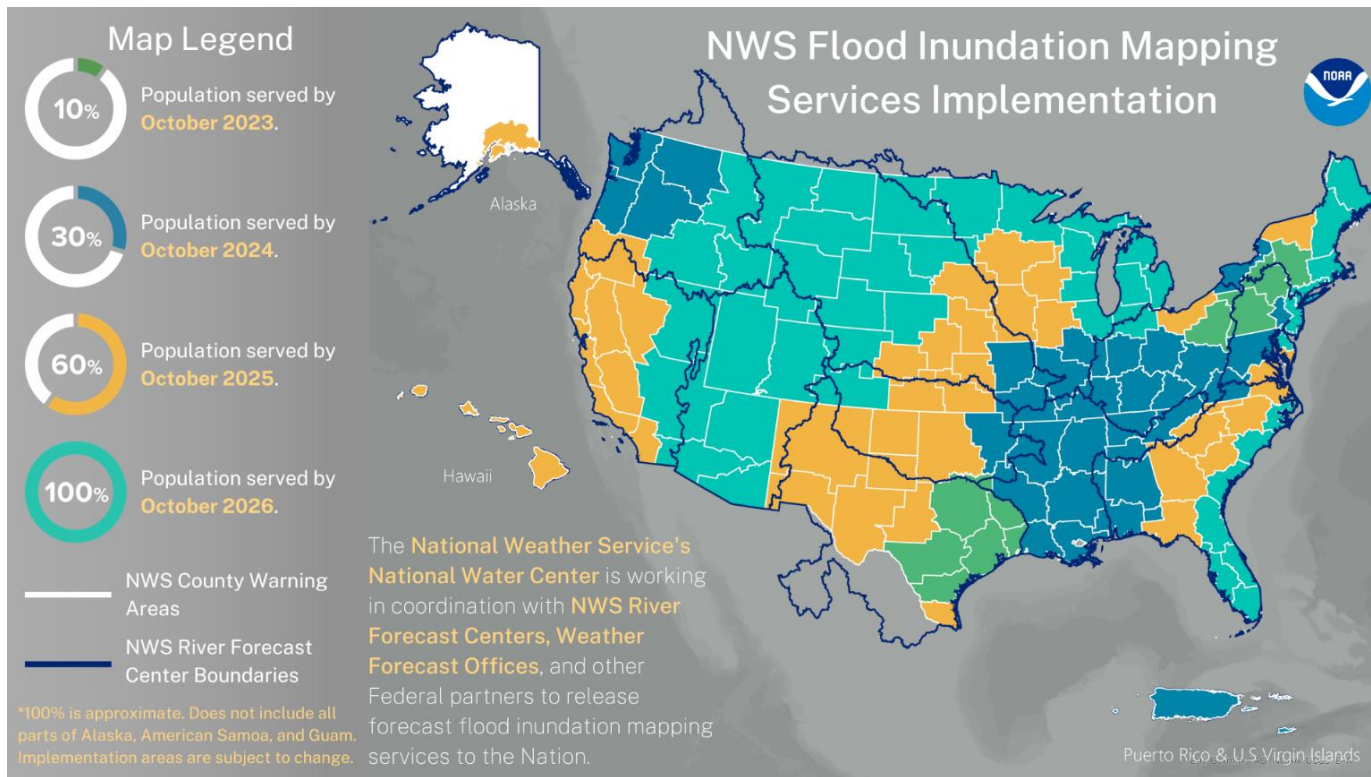 Map Legend
10%
Population served by
October 2023.
30%
Population served by
October 2024.
60%
Population served by
October 2025.
100%
Population served by
October 2026.
NWS County Warning
Areas
NWS River Forecast
Center Boundaries
*100% is approximate. Does not include all
parts of Alaska, American Samoa, and Guam.
Implementation areas are subject to change.
NWS Flood Inundation Mapping
Services Implementation
NOAA
Alaska
Hawaii
The National Weather Service's
National Water Center is working
in coordination with NWS River
Forecast Centers, Weather
Forecast Offices, and other
Federal partners to release
forecast flood inundation mapping
services to the Nation.
Puerto Rico & U.S Virgin Islands